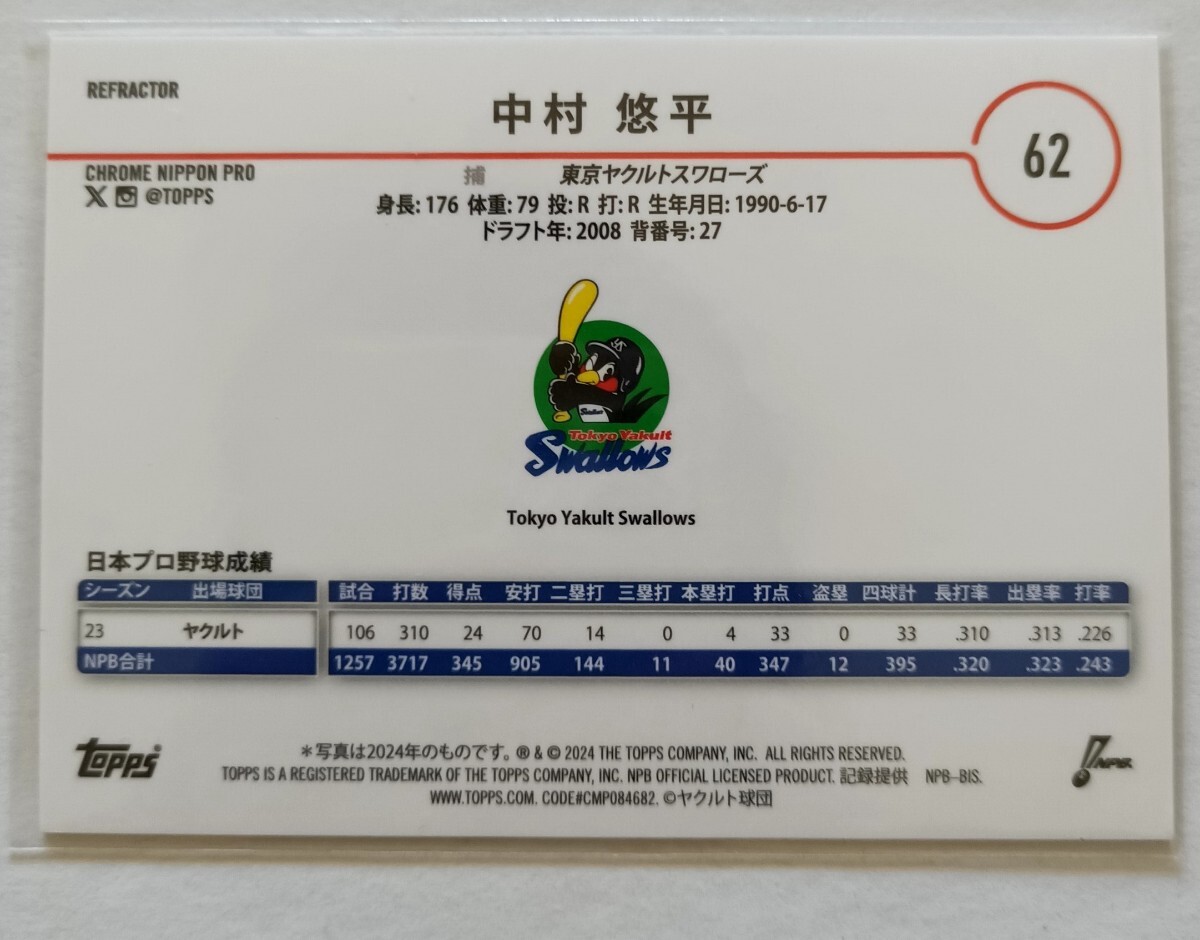 REFRACTOR
中村 悠平
62
CHROME NIPPON PRO
捕 東京ヤクルトスワローズ
@TOPPS
身長: 176 体重: 79 投: R 打: R 生年月日: 1990-6-17
ドラフト年: 2008 背番号: 27
Swallows
Tokyo Yakult
Swallows
Tokyo Yakult Swallows
日本プロ野球成績
シーズン 出場球団 試合 打数 得点 安打 二塁打 三塁打 本塁打 打点 盗塁 四球計 長打率 出塁率 打率
23 ヤクルト 106 310 24 70 14 0 4 33 0 33 .310 .313 .226
NPB合計 1257 3717 345 905 144 11 40 347 12 395 .320 .323 .243
topps
*写真は2024年のものです。 ® & © 2024 THE TOPPS COMPANY, INC. ALL RIGHTS RESERVED.
TOPPS IS A REGISTERED TRADEMARK OF THE TOPPS COMPANY, INC. NPB OFFICIAL LICENSED PRODUCT. 記録提供 NPB-BIS.
WWW.TOPPS.COM. CODE#CMP084682. ©ヤクルト球団
NPB